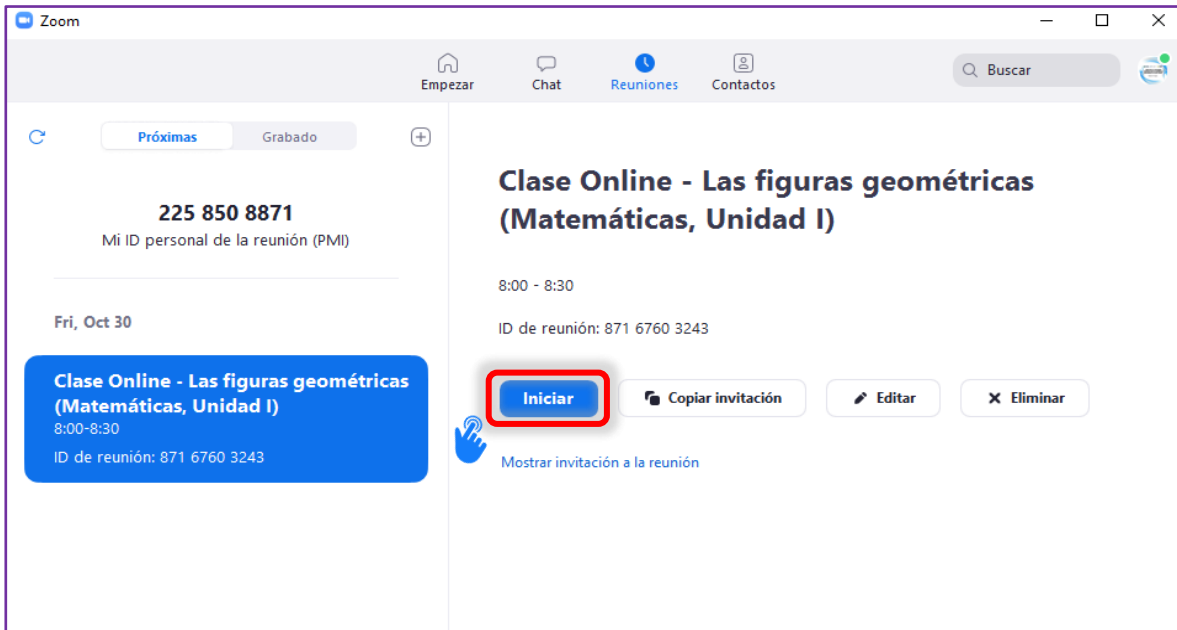 Zoom
Empezar
Chat
Reuniones
Contactos
Buscar
Próximas
Grabado
225 850 8871
Mi ID personal de la reunión (PMI)
Fri, Oct 30
Clase Online - Las figuras geométricas
(Matemáticas, Unidad I)
8:00-8:30
ID de reunión: 871 6760 3243
Clase Online - Las figuras geométricas
(Matemáticas, Unidad I)
8:00 - 8:30
ID de reunión: 871 6760 3243
Iniciar
Copiar invitación
Editar
Eliminar
Mostrar invitación a la reunión